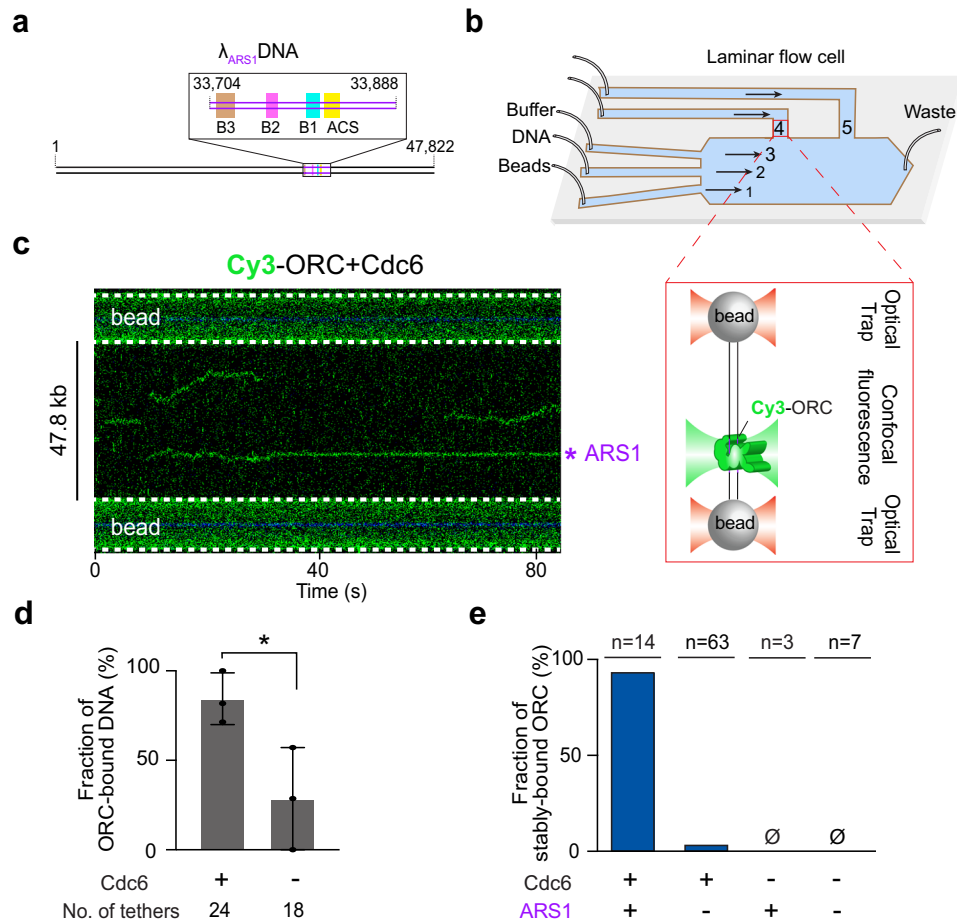 a
λARS1DNA
33,704 33,888
B3 B2 B1 ACS
1 47,822
b
Laminar flow cell
Buffer
DNA
Beads
Waste
4 5
3
2
1
c
Cy3-ORC+Cdc6
bead
47.8 kb
* ARS1
bead
0 40 80
Time (s)
bead
Cy3-ORC
bead
Optical
Trap
Confocal
fluorescence
Optical
Trap
d
*
Fraction of
ORC-bound DNA (%)
100
50
0
Cdc6 + -
No. of tethers 24 18
e
n=14 n=63 n=3 n=7
Fraction of
stably-bound ORC (%)
100
50
0
Ø Ø
Cdc6 + + - -
ARS1 + - + -